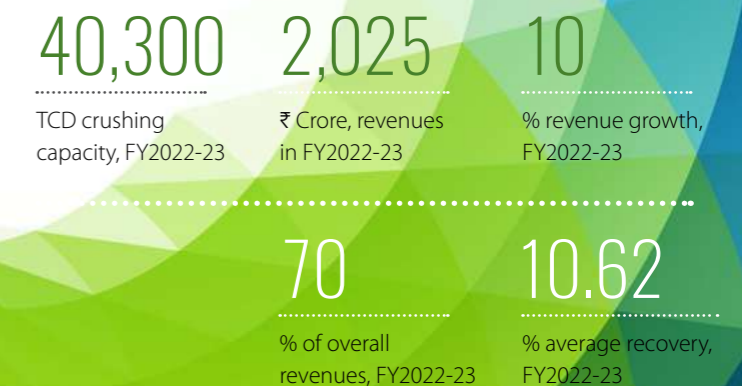 40,300
TCD crushing
capacity, FY2022-23
2,025
₹ Crore, revenues
in FY2022-23
10
% revenue growth,
FY2022-23
70
% of overall
revenues, FY2022-23
10.62
% average recovery,
FY2022-23